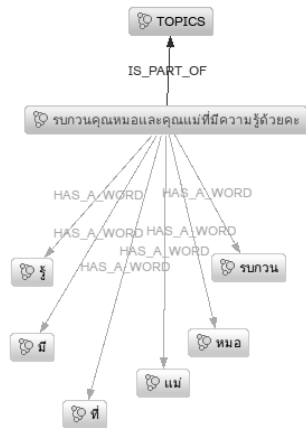 TOPICS
IS_PART_OF
รบกวนคุณหมอและคุณแม่ที่มีความรู้ด้วยคะ
HAS_A_WORD
HAS_A_WORD HAS_A_WORD
HAS_A_WORD
HAS_A_WORD
รบกวน
รู้
หมอ
มี
แม่
ที่